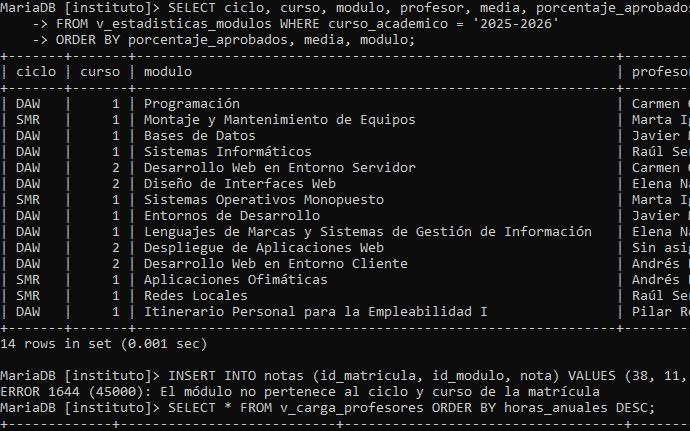 MariaDB [instituto]> SELECT ciclo, curso, modulo, profesor, media, porcentaje_aprobados
-> FROM v_estadisticas_modulos WHERE curso_academico = '2025-2026'
-> ORDER BY porcentaje_aprobados, media, modulo;
+-------+-------+-------------------------------------------------------------+--------
| ciclo | curso | modulo | profesor
+-------+-------+-------------------------------------------------------------+--------
| DAW | 1 | Programación | Carmen
| SMR | 1 | Montaje y Mantenimiento de Equipos | Marta
| DAW | 1 | Bases de Datos | Javier
| DAW | 1 | Sistemas Informáticos | Raúl
| DAW | 2 | Desarrollo Web en Entorno Servidor | Carmen
| DAW | 2 | Diseño de Interfaces Web | Elena
| SMR | 1 | Sistemas Operativos Monopuesto | Marta
| DAW | 1 | Entornos de Desarrollo | Javier
| DAW | 1 | Lenguajes de Marcas y Sistemas de Gestión de Información | Elena
| DAW | 2 | Despliegue de Aplicaciones Web | Sin
| DAW | 2 | Desarrollo Web en Entorno Cliente | Andrés
| SMR | 1 | Aplicaciones Ofimáticas | Andrés
| SMR | 1 | Redes Locales | Raúl
| DAW | 1 | Itinerario Personal para la Empleabilidad I | Pilar
+-------+-------+-------------------------------------------------------------+--------
14 rows in set (0.001 sec)
MariaDB [instituto]> INSERT INTO notas (id_matricula, id_modulo, nota) VALUES (38, 11,
ERROR 1644 (45000): El módulo no pertenece al ciclo y curso de la matrícula
MariaDB [instituto]> SELECT * FROM v_carga_profesores ORDER BY horas_anuales DESC;